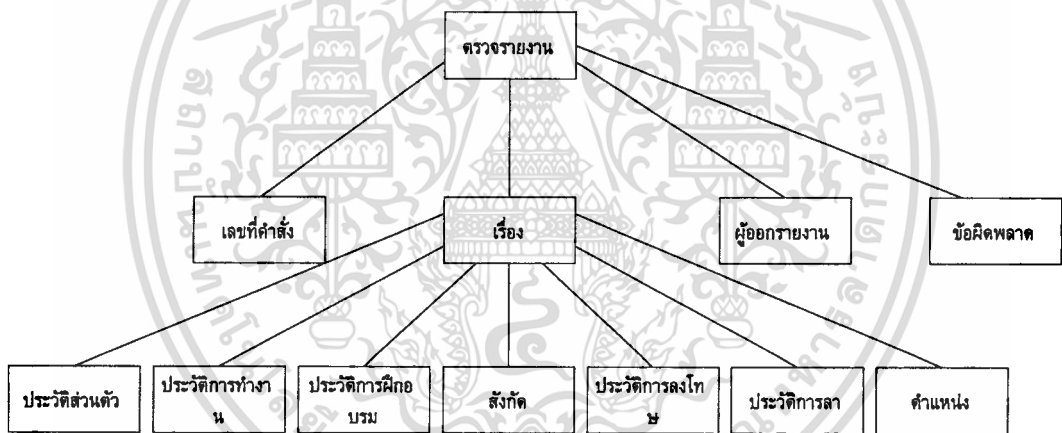 ตรวจรายงาน
เลขที่คำสั่ง
เรื่อง
ผู้ออกรายงาน
ข้อผิดพลาด
ประวัติส่วนตัว
ประวัติการทำงา
น
ประวัติการฝึกอ
บรม
สังกัด
ประวัติการลงโท
ษ
ประวัติการลา
ตำแหน่ง